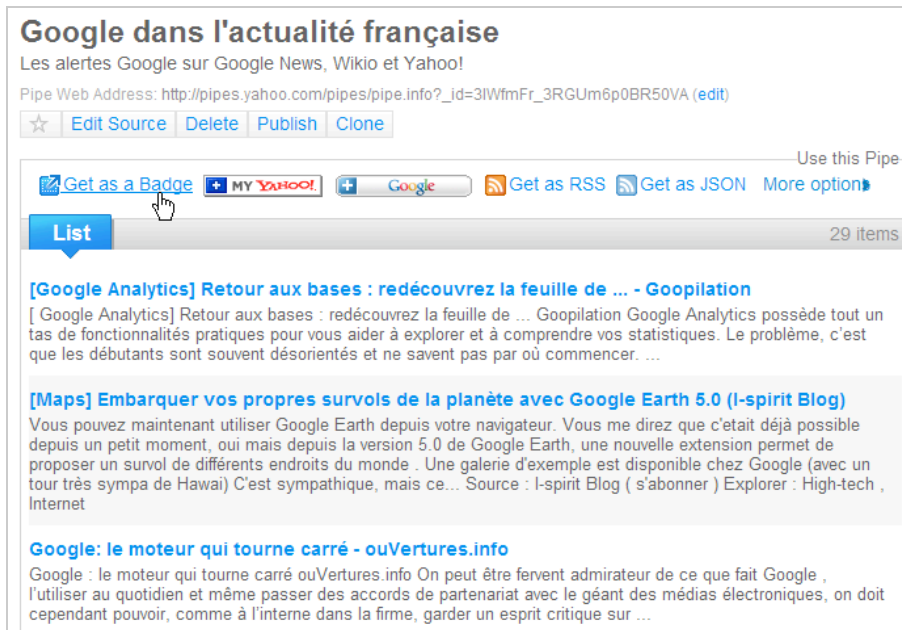 Google dans l'actualité française
Les alertes Google sur Google News, Wikio et Yahoo!
Pipe Web Address: http://pipes.yahoo.com/pipes/pipe.info?_id=3IWfmFr_3RGUm6p0BR50VA (edit)
Edit Source Delete Publish Clone
Use this Pipe
Get as a Badge MY YAHOO! Google Get as RSS Get as JSON More options
List 29 items
[Google Analytics] Retour aux bases : redécouvrez la feuille de ... - Goopilation
[ Google Analytics] Retour aux bases : redécouvrez la feuille de ... Goopilation Google Analytics possède tout un
tas de fonctionnalités pratiques pour vous aider à explorer et à comprendre vos statistiques. Le problème, c'est
que les débutants sont souvent désorientés et ne savent pas par où commencer. ...
[Maps] Embarquer vos propres survols de la planète avec Google Earth 5.0 (I-spirit Blog)
Vous pouvez maintenant utiliser Google Earth depuis votre navigateur. Vous me direz que c'etait déjà possible
depuis un petit moment, oui mais depuis la version 5.0 de Google Earth, une nouvelle extension permet de
proposer un survol de différents endroits du monde . Une galerie d'exemple est disponible chez Google (avec un
tour très sympa de Hawai) C'est sympathique, mais ce... Source : I-spirit Blog ( s'abonner ) Explorer : High-tech ,
Internet
Google: le moteur qui tourne carré - ouVertures.info
Google : le moteur qui tourne carré ouVertures.info On peut être fervent admirateur de ce que fait Google ,
l'utiliser au quotidien et même passer des accords de partenariat avec le géant des médias électroniques, on doit
cependant pouvoir, comme à l'interne dans la firme, garder un esprit critique sur ...